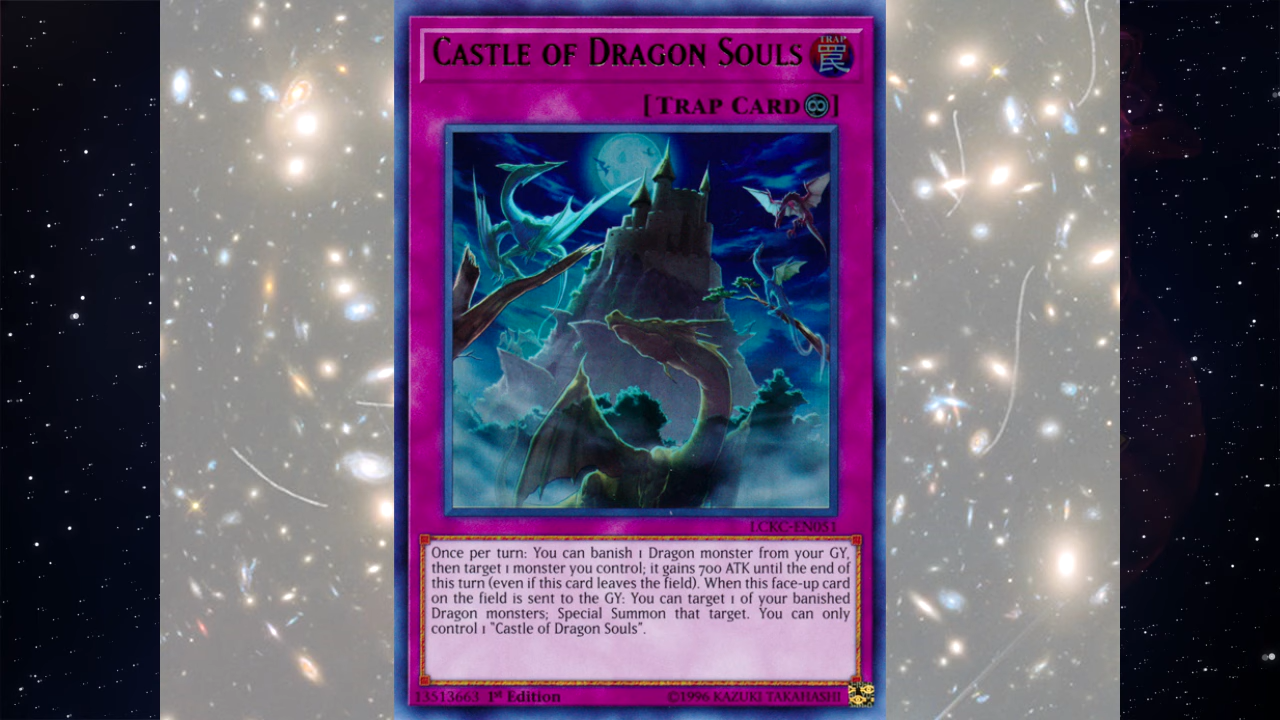 CASTLE OF DRAGON SOULS
TRAP
罠
[TRAP CARD]
LCKC-EN051
Once per turn: You can banish 1 Dragon monster from your GY,
then target 1 monster you control; it gains 700 ATK until the end of
this turn (even if this card leaves the field). When this face-up card
on the field is sent to the GY: You can target 1 of your banished
Dragon monsters; Special Summon that target. You can only
control 1 "Castle of Dragon Souls".
13513663 1st Edition ©1996 KAZUKI TAKAHASHI